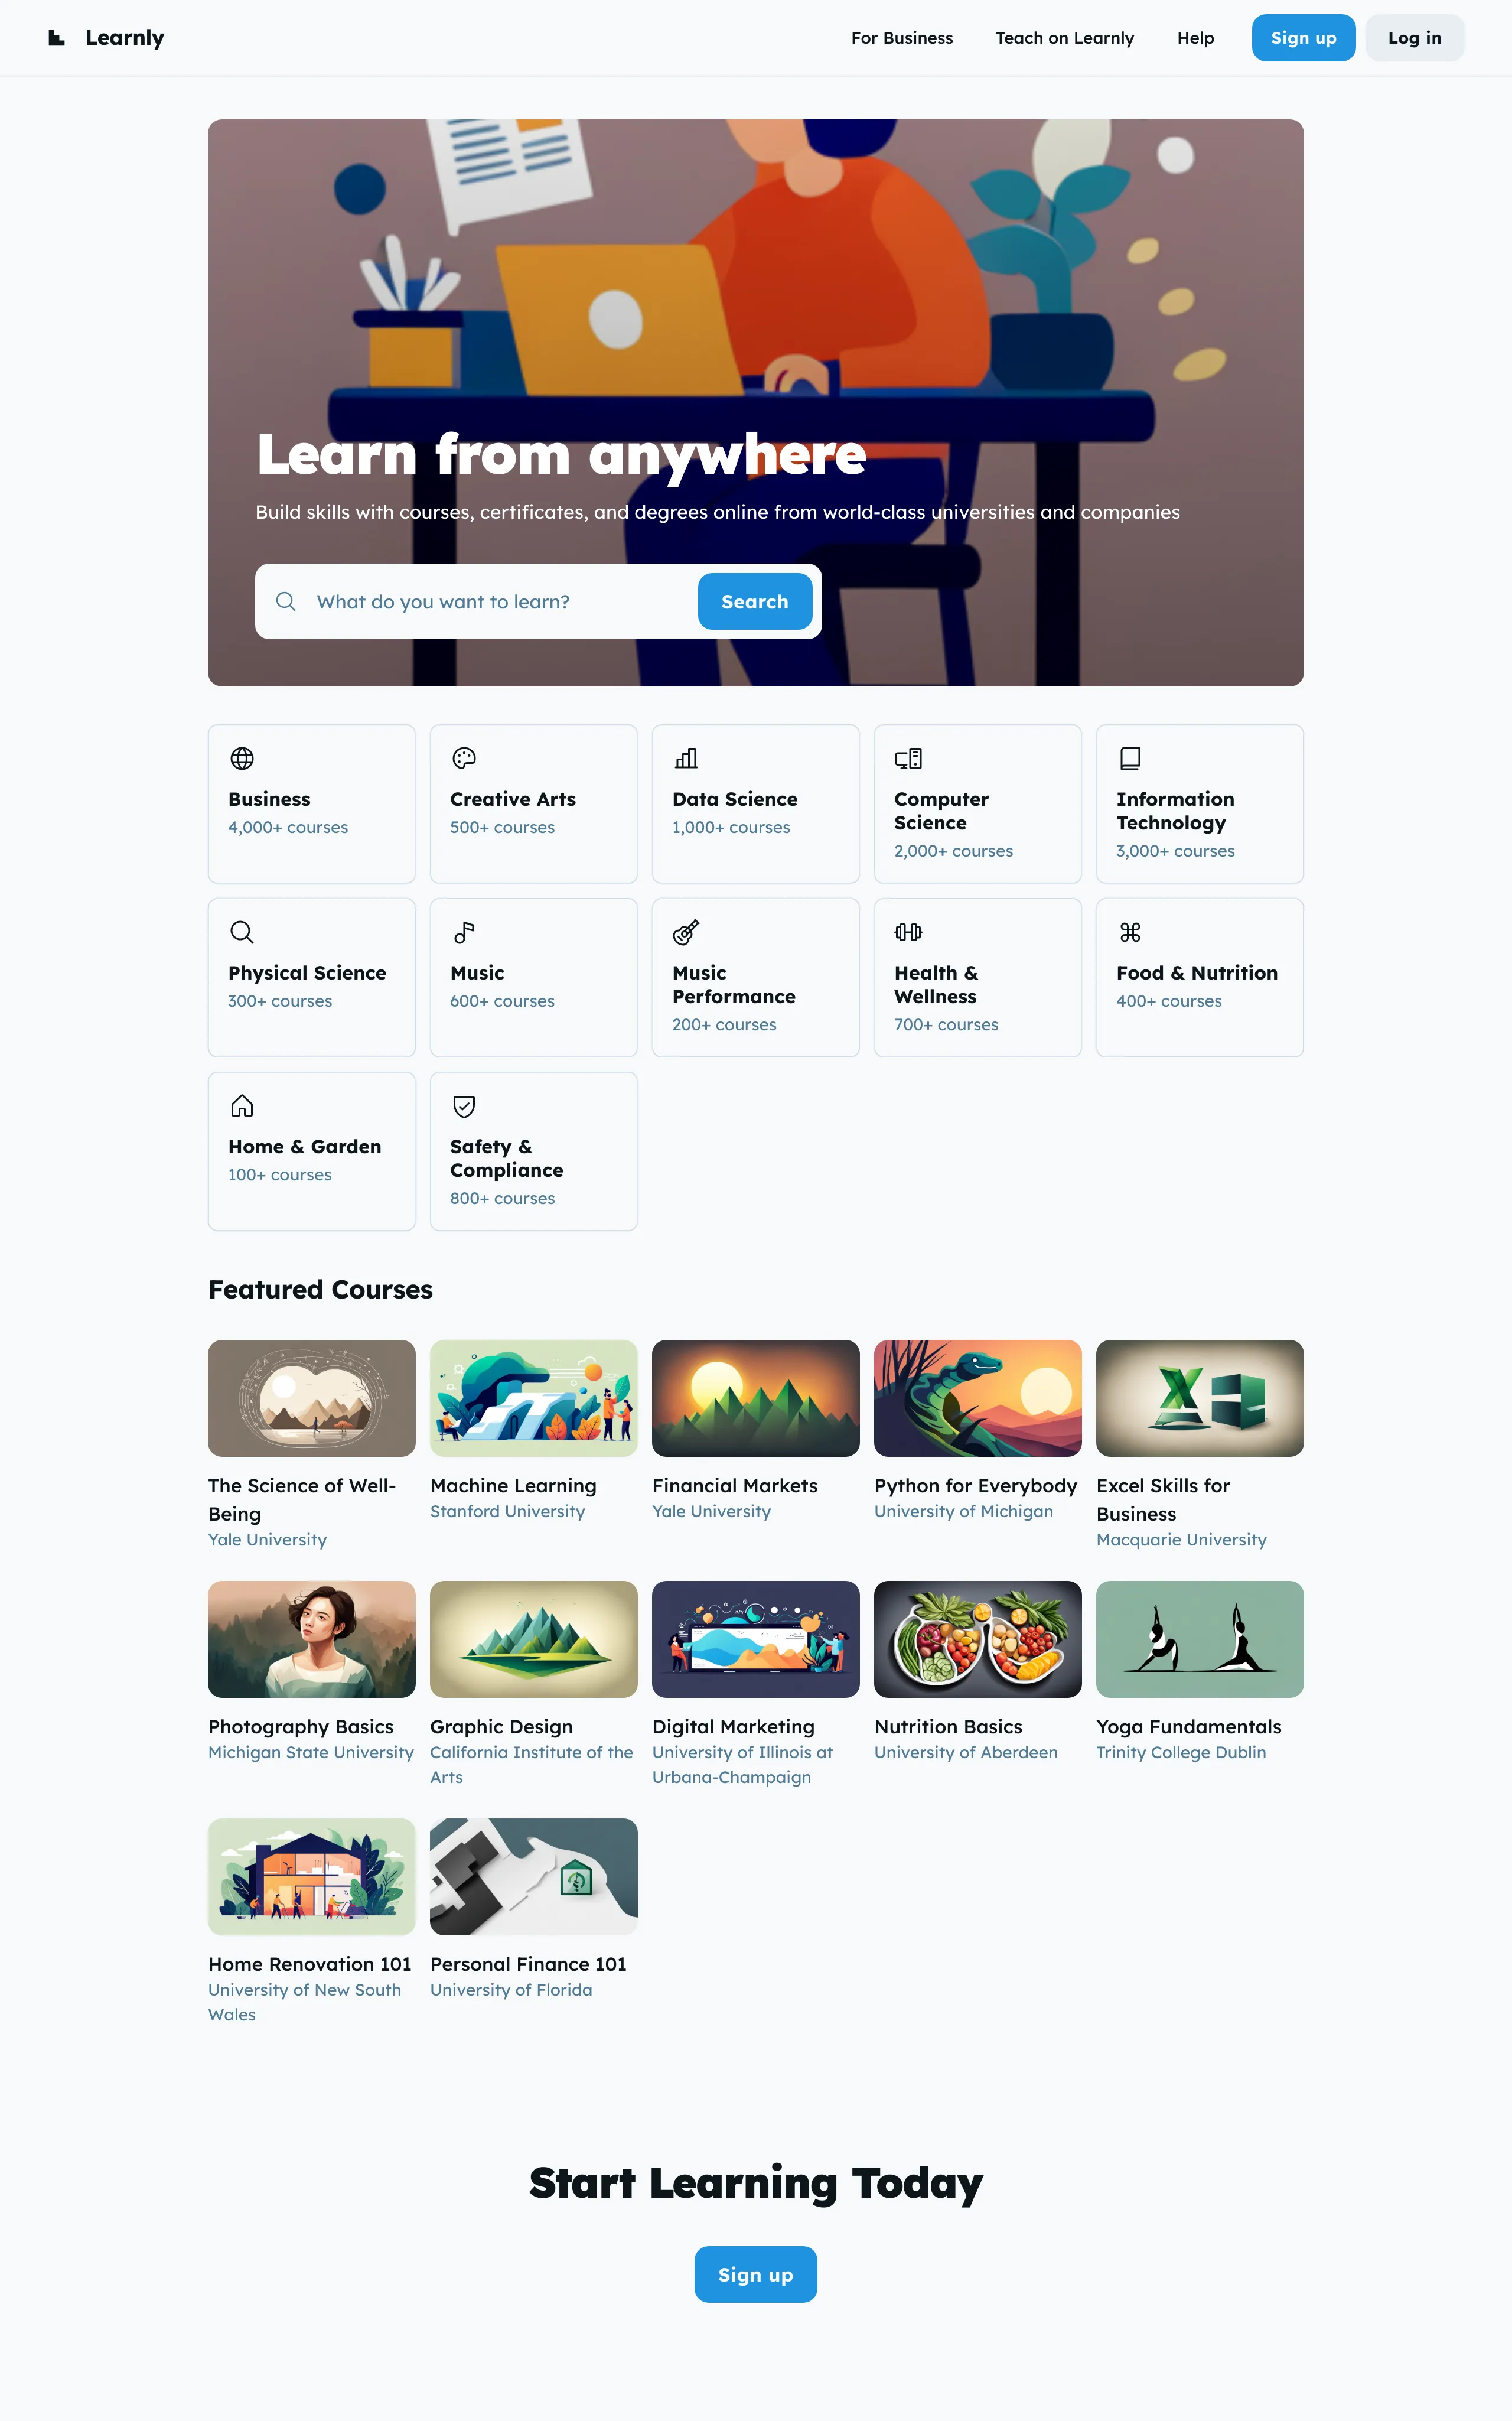 Learnly
For Business
Teach on Learnly
Help
Sign up
Log in
Learn from anywhere
Build skills with courses, certificates, and degrees online from world-class universities and companies
What do you want to learn?
Search
Business
4,000+ courses
Creative Arts
500+ courses
Data Science
1,000+ courses
Computer
Science
2,000+ courses
Information
Technology
3,000+ courses
Physical Science
300+ courses
Music
600+ courses
Music
Performance
200+ courses
Health &
Wellness
700+ courses
Food & Nutrition
400+ courses
Home & Garden
100+ courses
Safety &
Compliance
800+ courses
Featured Courses
The Science of Well-
Being
Yale University
Machine Learning
Stanford University
Financial Markets
Yale University
Python for Everybody
University of Michigan
X
Excel Skills for
Business
Macquarie University
Photography Basics
Michigan State University
Graphic Design
California Institute of the
Arts
Digital Marketing
University of Illinois at
Urbana-Champaign
Nutrition Basics
University of Aberdeen
Yoga Fundamentals
Trinity College Dublin
Home Renovation 101
University of New South
Wales
Personal Finance 101
University of Florida
Start Learning Today
Sign up